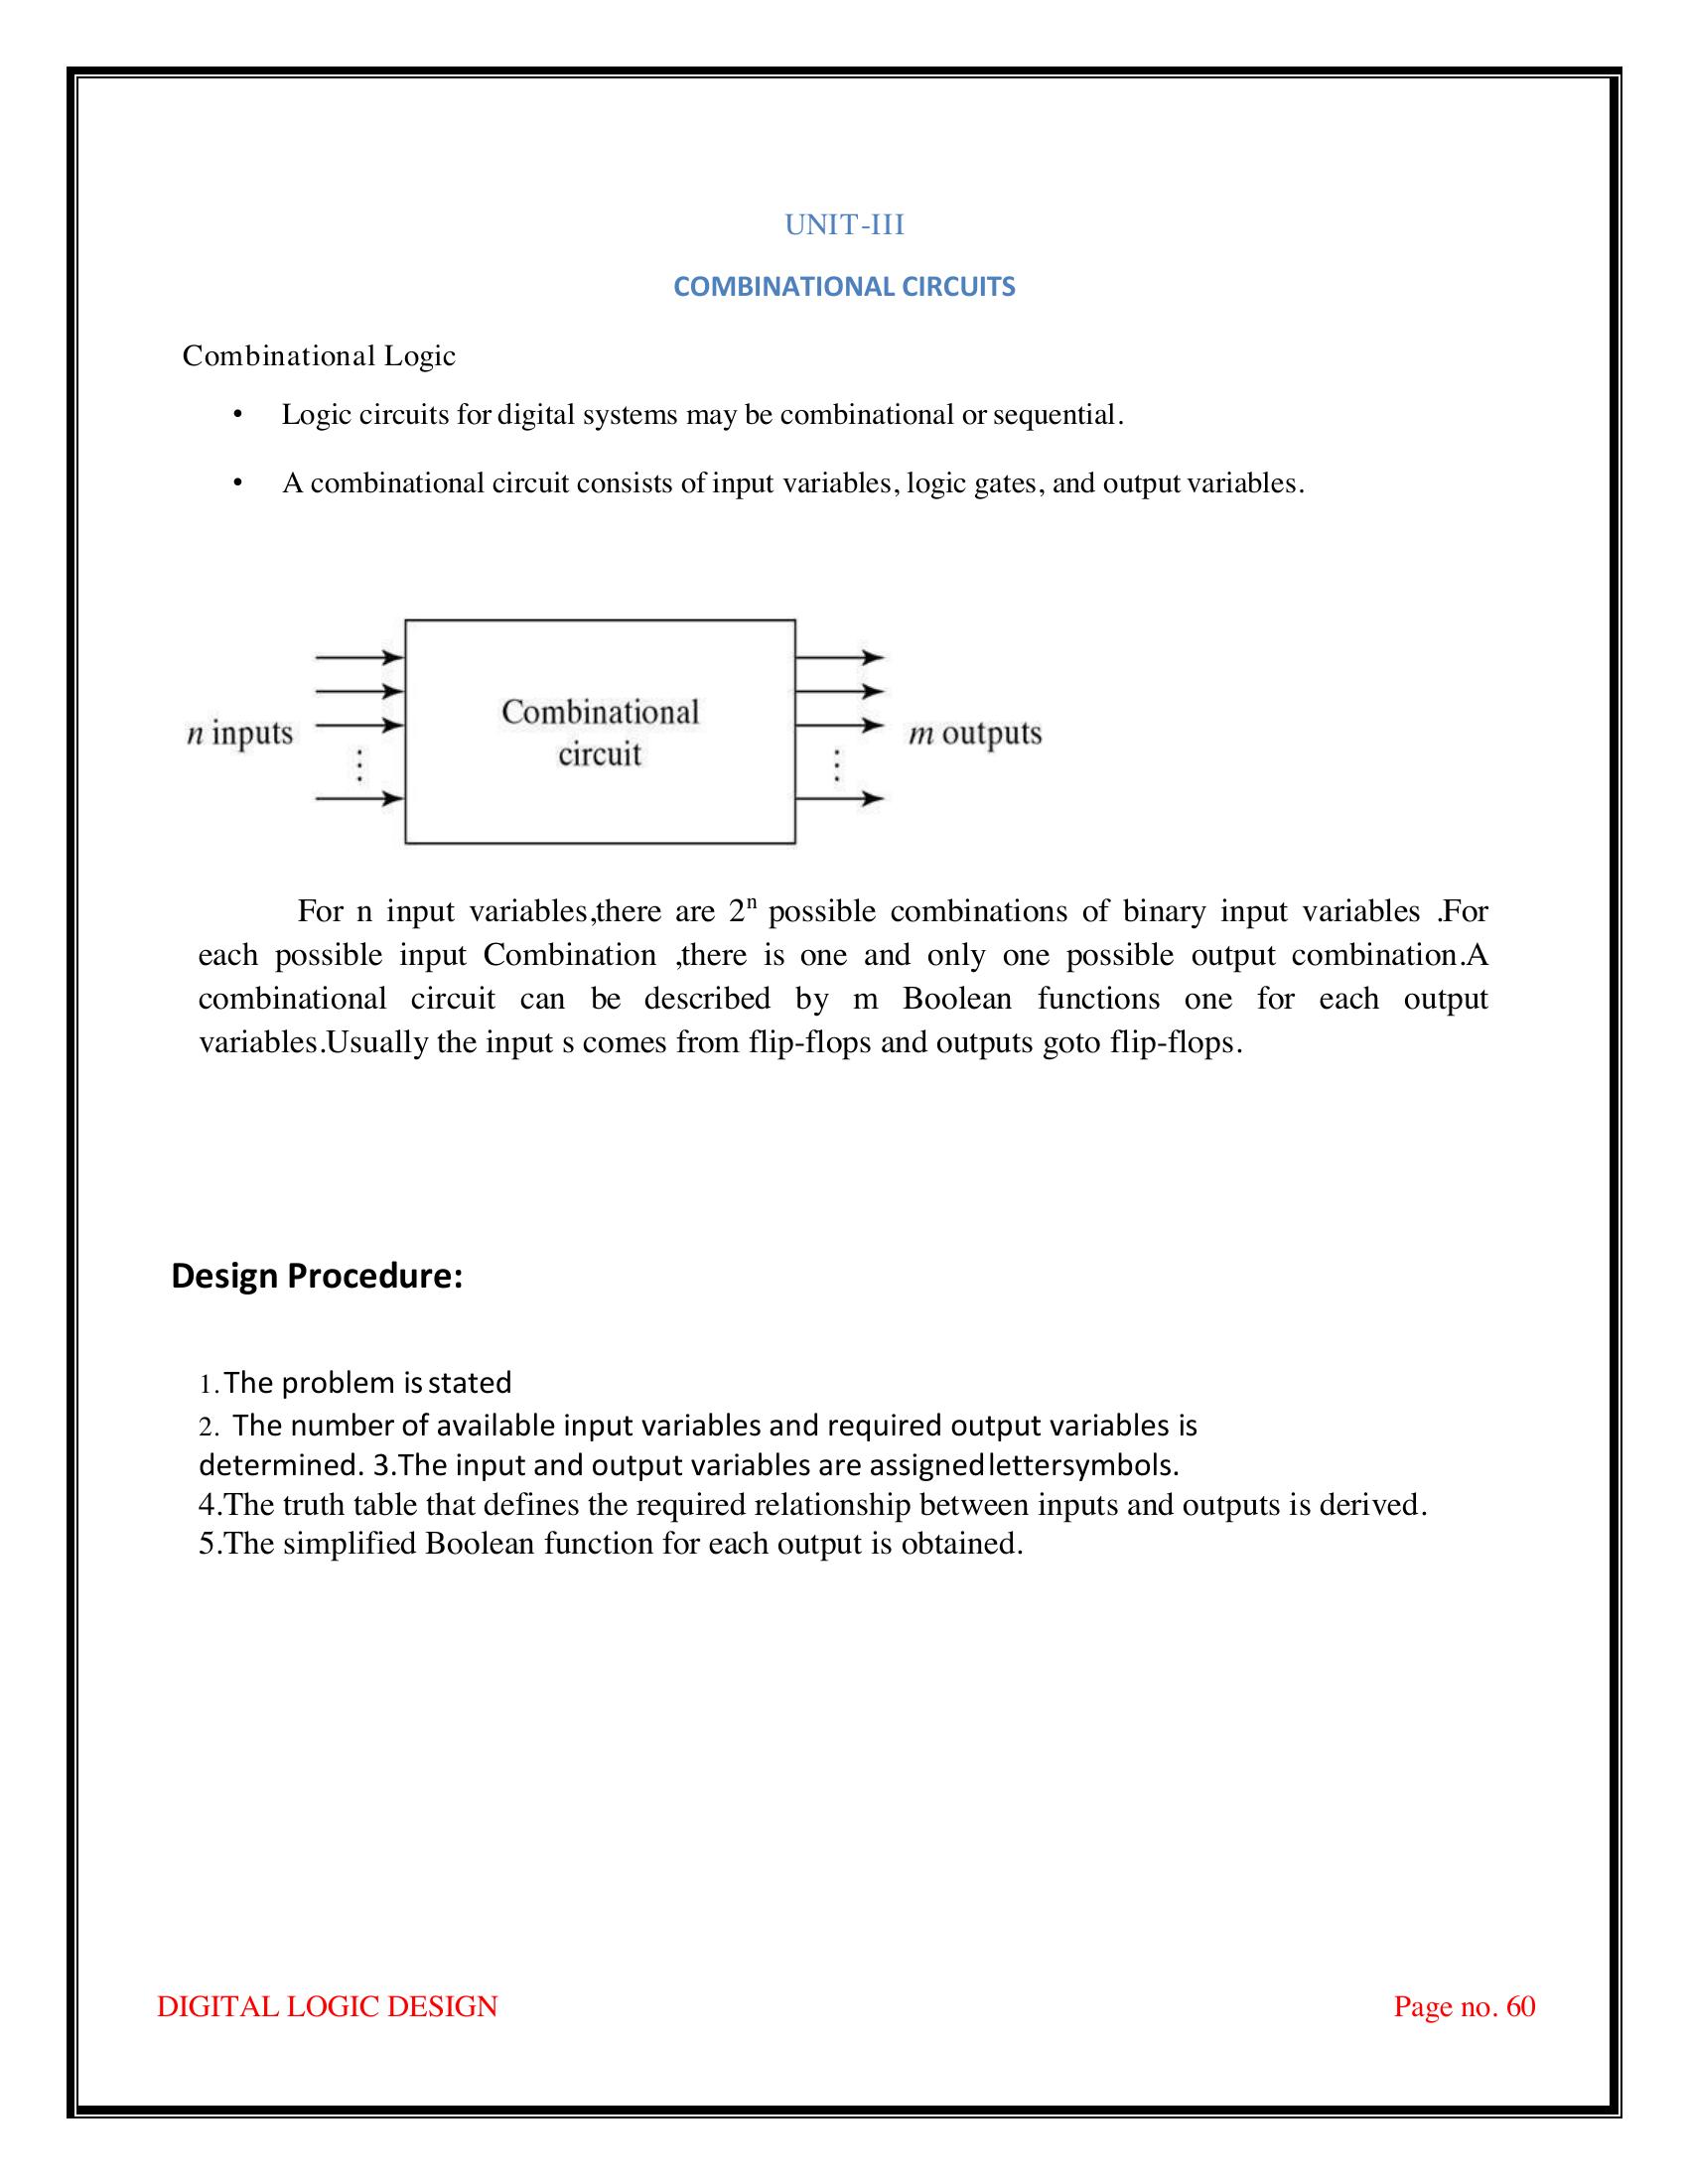 UNIT-III
COMBINATIONAL CIRCUITS
Combinational Logic
• Logic circuits for digital systems may be combinational or sequential.
• A combinational circuit consists of input variables, logic gates, and output variables.
n inputs
Combinational
circuit
m outputs
For n input variables,there are 2ⁿ possible combinations of binary input variables .For
each possible input Combination ,there is one and only one possible output combination.A
combinational circuit can be described by m Boolean functions one for each output
variables.Usually the input s comes from flip-flops and outputs goto flip-flops.
Design Procedure:
1.The problem is stated
2. The number of available input variables and required output variables is
determined. 3.The input and output variables are assignedlettersymbols.
4.The truth table that defines the required relationship between inputs and outputs is derived.
5.The simplified Boolean function for each output is obtained.
DIGITAL LOGIC DESIGN Page no. 60